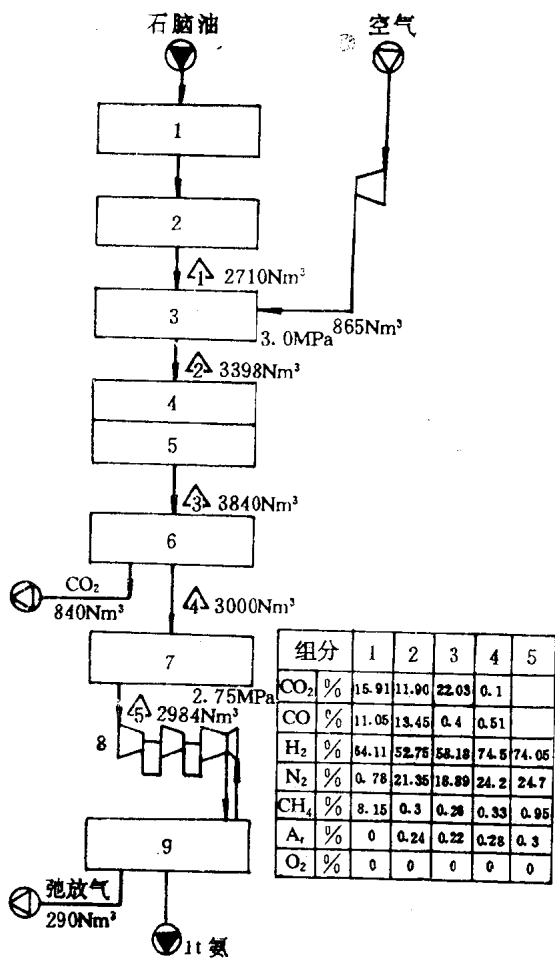 石脑油
空气
1
2
1 2710Nm³
3
865Nm³
3.0MPa
2 3398Nm³
4
5
3 3840Nm³
6
CO₂
840Nm³
4 3000Nm³
7
2.75MPa
5 2984Nm³
8
9
弛放气
290Nm³
1t 氨
组分 1 2 3 4 5
CO₂ % 15.91 11.90 22.03 0.1
CO % 11.05 13.45 0.4 0.51
H₂ % 64.11 52.75 58.18 74.5 74.05
N₂ % 0.78 21.35 18.89 24.2 24.7
CH₄ % 8.15 0.3 0.28 0.33 0.95
Aᵣ % 0 0.24 0.22 0.28 0.3
O₂ % 0 0 0 0 0